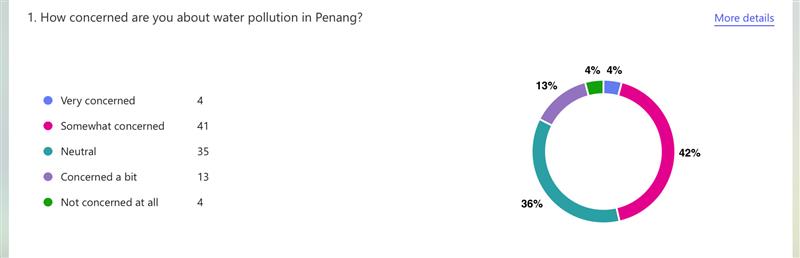 1. How concerned are you about water pollution in Penang?
More details
Very concerned 4
Somewhat concerned 41
Neutral 35
Concerned a bit 13
Not concerned at all 4
4% 4%
13%
42%
36%